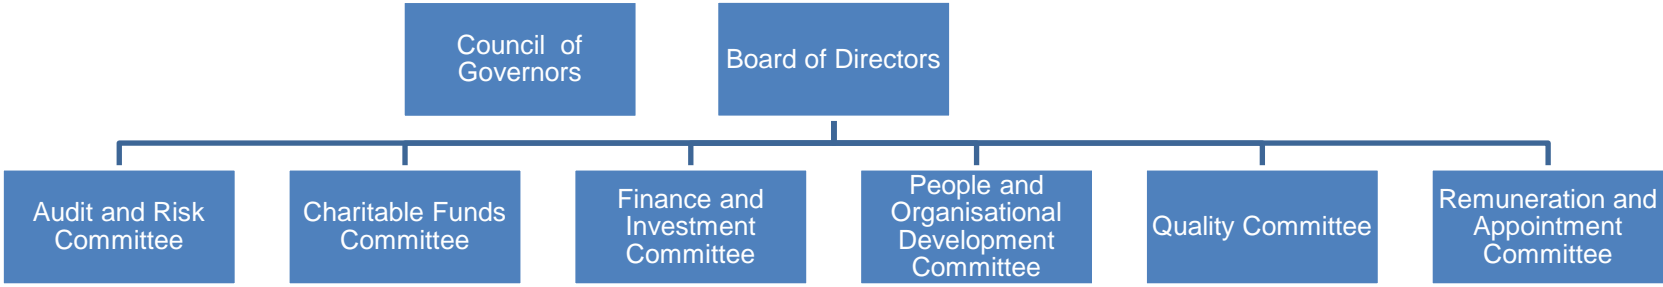 Council of
Governors
Board of Directors
Audit and Risk
Committee
Charitable Funds
Committee
Finance and
Investment
Committee
People and
Organisational
Development
Committee
Quality Committee
Remuneration and
Appointment
Committee